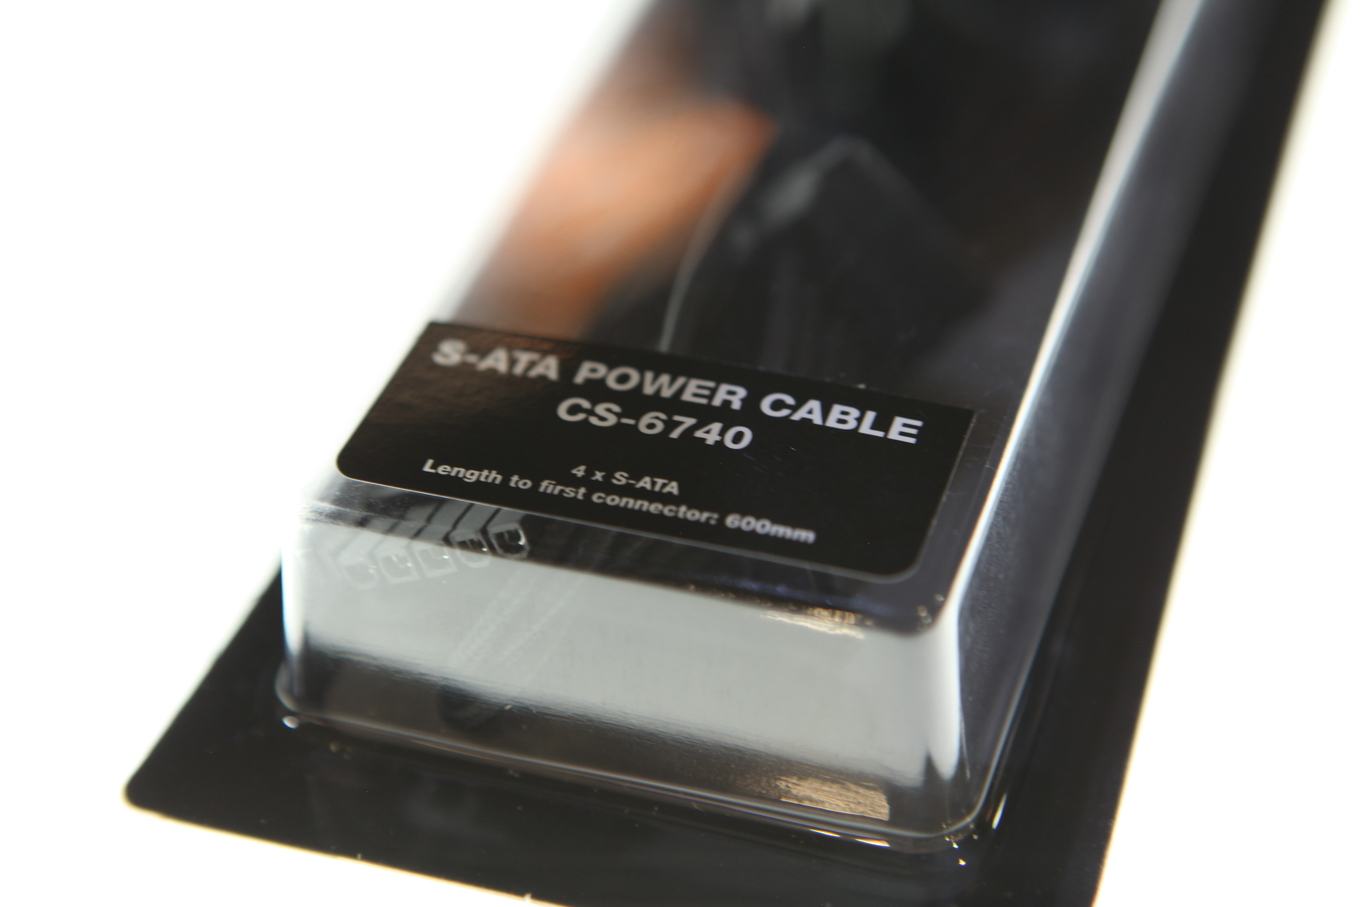 S-ATA POWER CABLE
CS-6740
4 x S-ATA
Length to first connector: 600mm